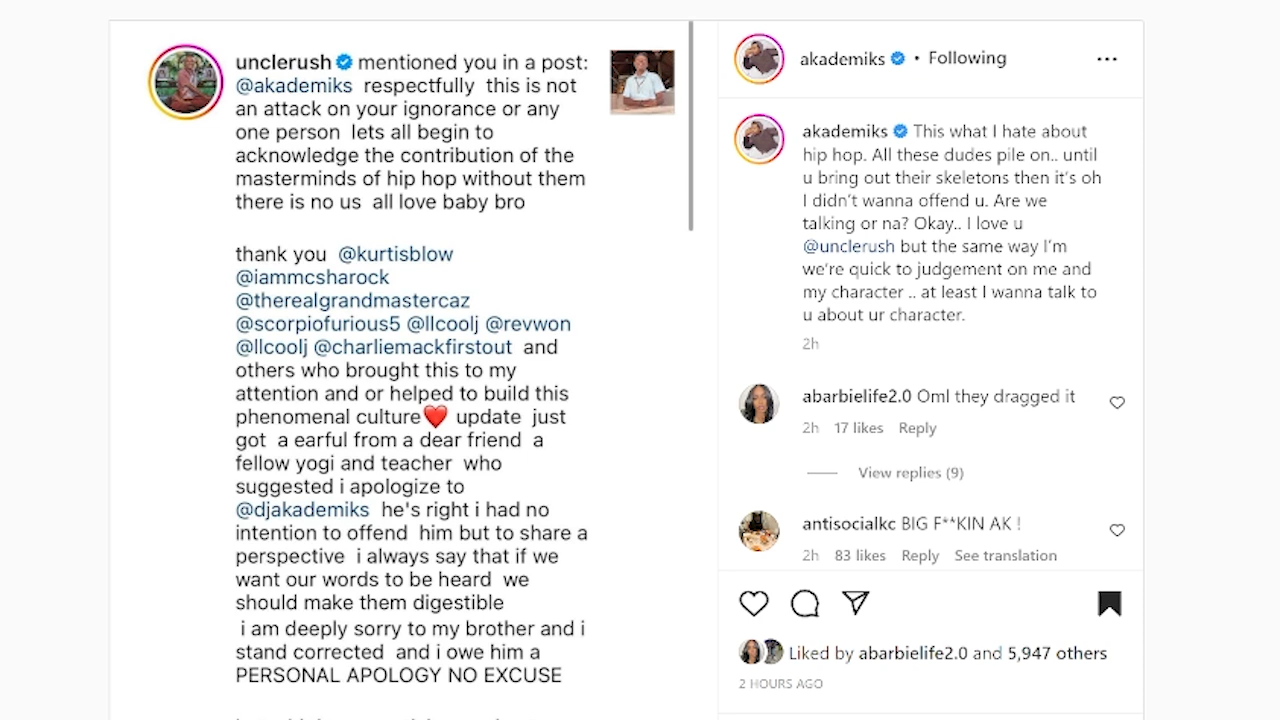 unclerush mentioned you in a post:
@akademiks respectfully this is not
an attack on your ignorance or any
one person lets all begin to
acknowledge the contribution of the
masterminds of hip hop without them
there is no us all love baby bro
thank you @kurtisblow
@iammcsharock
@therealgrandmastercaz
@scorpiofurious5 @llcoolj @revwon
@llcoolj @charliemackfirstout and
others who brought this to my
attention and or helped to build this
phenomenal culture❤️ update just
got a earful from a dear friend a
fellow yogi and teacher who
suggested i apologize to
@djakademiks he's right i had no
intention to offend him but to share a
perspective i always say that if we
want our words to be heard we
should make them digestible
i am deeply sorry to my brother and i
stand corrected and i owe him a
PERSONAL APOLOGY NO EXCUSE
akademiks • Following
akademiks This what I hate about
hip hop. All these dudes pile on.. until
u bring out their skeletons then it's oh
I didn't wanna offend u. Are we
talking or na? Okay.. I love u
@unclerush but the same way I'm
we're quick to judgement on me and
my character .. at least I wanna talk to
u about ur character.
2h
abarbielife2.0 Oml they dragged it
2h 17 likes Reply
View replies (9)
antisocialkc BIG F**KIN AK !
2h 83 likes Reply See translation
Liked by abarbielife2.0 and 5,947 others
2 HOURS AGO